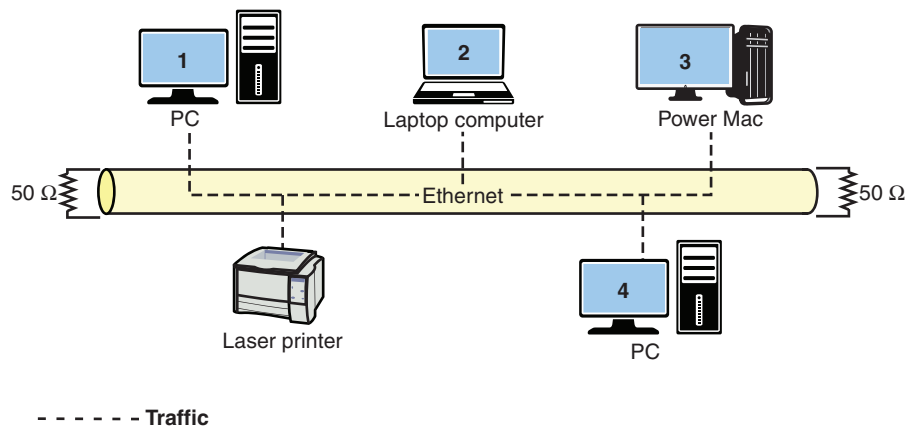 1
2
3
PC
Laptop computer
Power Mac
50 Ω
Ethernet
50 Ω
4
Laser printer
PC
Traffic